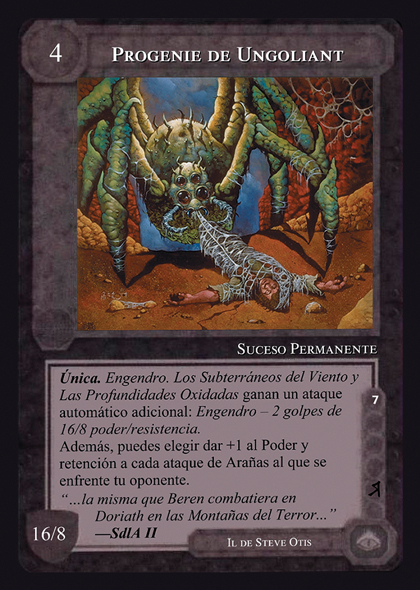 4
PROGENIE DE UNGOLIANT
SUCESO PERMANENTE
Única. Engendro. Los Subterráneos del Viento y
Las Profundidades Oxidadas ganan un ataque
automático adicional: Engendro – 2 golpes de
16/8 poder/resistencia.
Además, puedes elegir dar +1 al Poder y
retención a cada ataque de Arañas al que se
enfrente tu oponente.
“...la misma que Beren combatiera en
Doriath en las Montañas del Terror...”
—SdlA II
7
16/8
IL DE STEVE OTIS